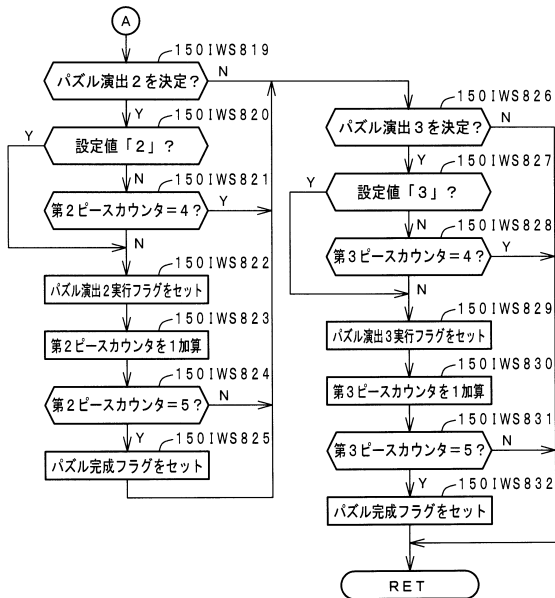 A
150IWS819
パズル演出2を決定?
N
Y
150IWS820
設定値「2」?
Y
N
150IWS821
第2ピースカウンタ=4?
Y
N
150IWS822
パズル演出2実行フラグをセット
150IWS823
第2ピースカウンタを1加算
150IWS824
第2ピースカウンタ=5?
N
Y
150IWS825
パズル完成フラグをセット
150IWS826
パズル演出3を決定?
N
Y
150IWS827
設定値「3」?
Y
N
150IWS828
第3ピースカウンタ=4?
Y
N
150IWS829
パズル演出3実行フラグをセット
150IWS830
第3ピースカウンタを1加算
150IWS831
第3ピースカウンタ=5?
N
Y
150IWS832
パズル完成フラグをセット
RET